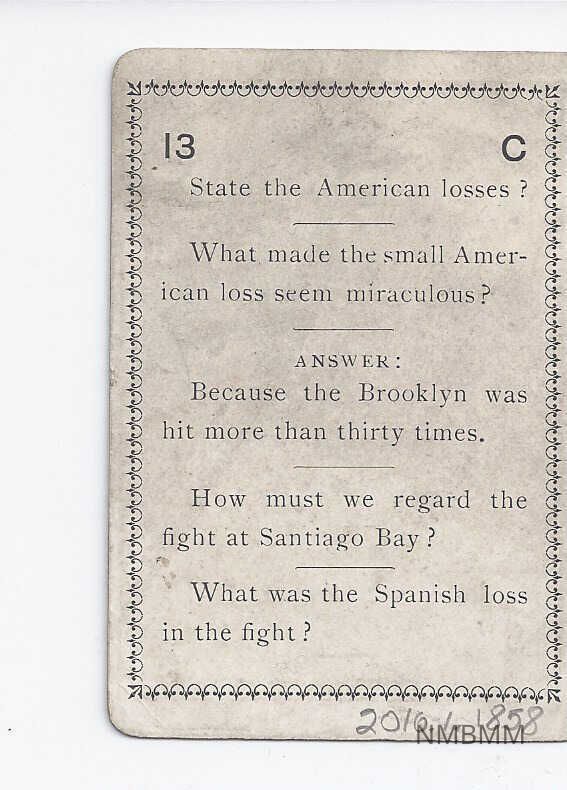 13 C
State the American losses ?
What made the small Amer-
ican loss seem miraculous ?
ANSWER :
Because the Brooklyn was
hit more than thirty times.
How must we regard the
fight at Santiago Bay ?
What was the Spanish loss
in the fight ?
2016.1.1858
NMBMM